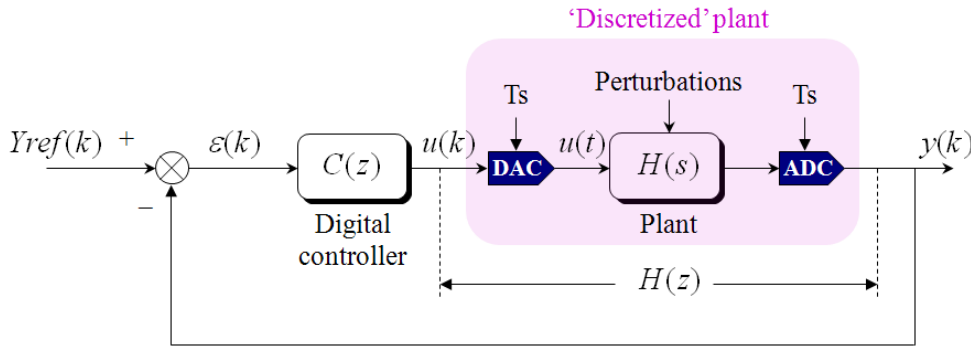 ‘Discretized’ plant
Ts
Perturbations
Ts
Yref(k)
+
ε(k)
C(z)
u(k)
DAC
u(t)
H(s)
ADC
y(k)
−
Digital
controller
Plant
H(z)